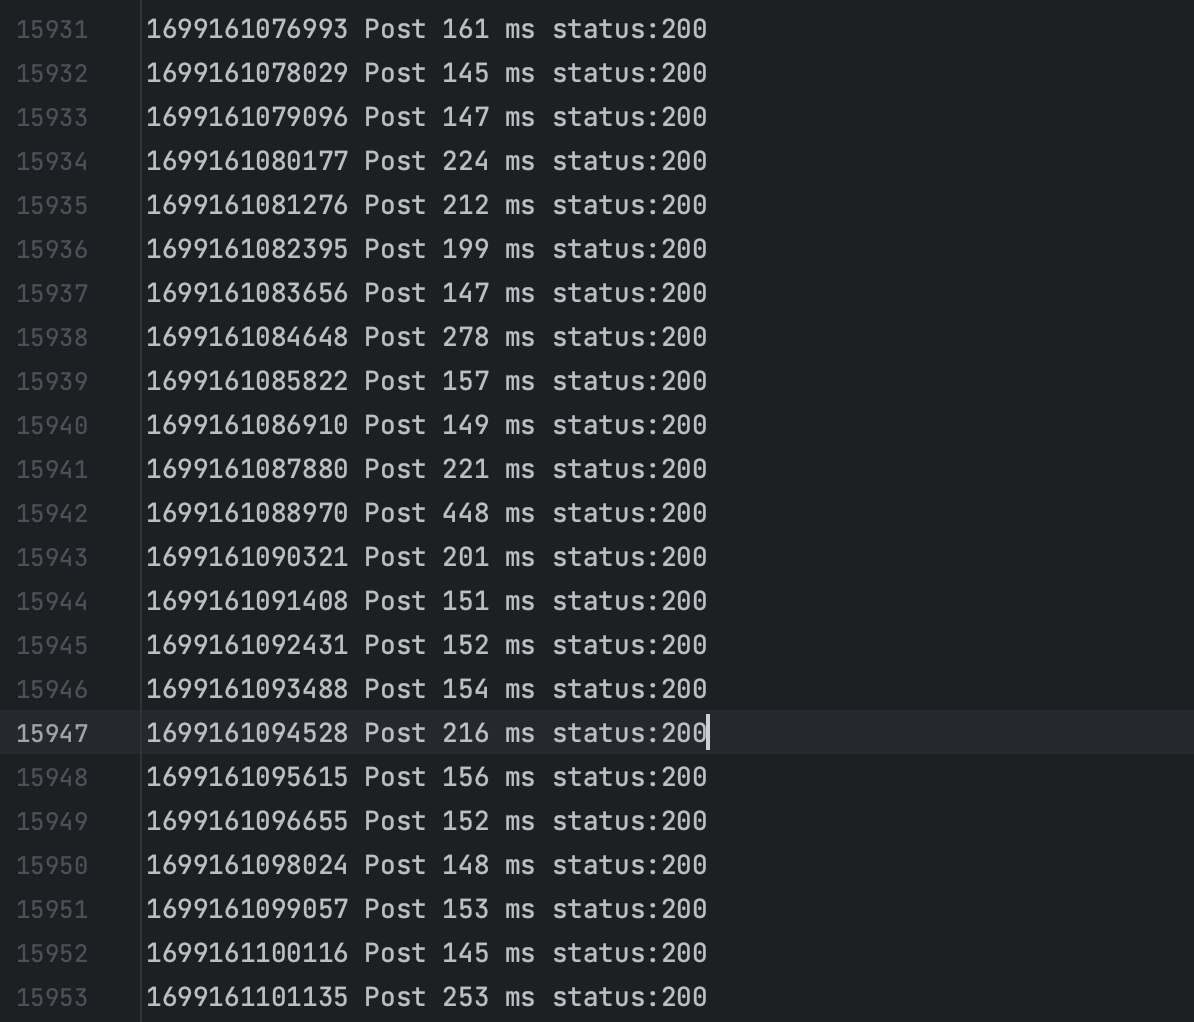 15931 1699161076993 Post 161 ms status:200
15932 1699161078029 Post 145 ms status:200
15933 1699161079096 Post 147 ms status:200
15934 1699161080177 Post 224 ms status:200
15935 1699161081276 Post 212 ms status:200
15936 1699161082395 Post 199 ms status:200
15937 1699161083656 Post 147 ms status:200
15938 1699161084648 Post 278 ms status:200
15939 1699161085822 Post 157 ms status:200
15940 1699161086910 Post 149 ms status:200
15941 1699161087880 Post 221 ms status:200
15942 1699161088970 Post 448 ms status:200
15943 1699161090321 Post 201 ms status:200
15944 1699161091408 Post 151 ms status:200
15945 1699161092431 Post 152 ms status:200
15946 1699161093488 Post 154 ms status:200
15947 1699161094528 Post 216 ms status:200
15948 1699161095615 Post 156 ms status:200
15949 1699161096655 Post 152 ms status:200
15950 1699161098024 Post 148 ms status:200
15951 1699161099057 Post 153 ms status:200
15952 1699161100116 Post 145 ms status:200
15953 1699161101135 Post 253 ms status:200